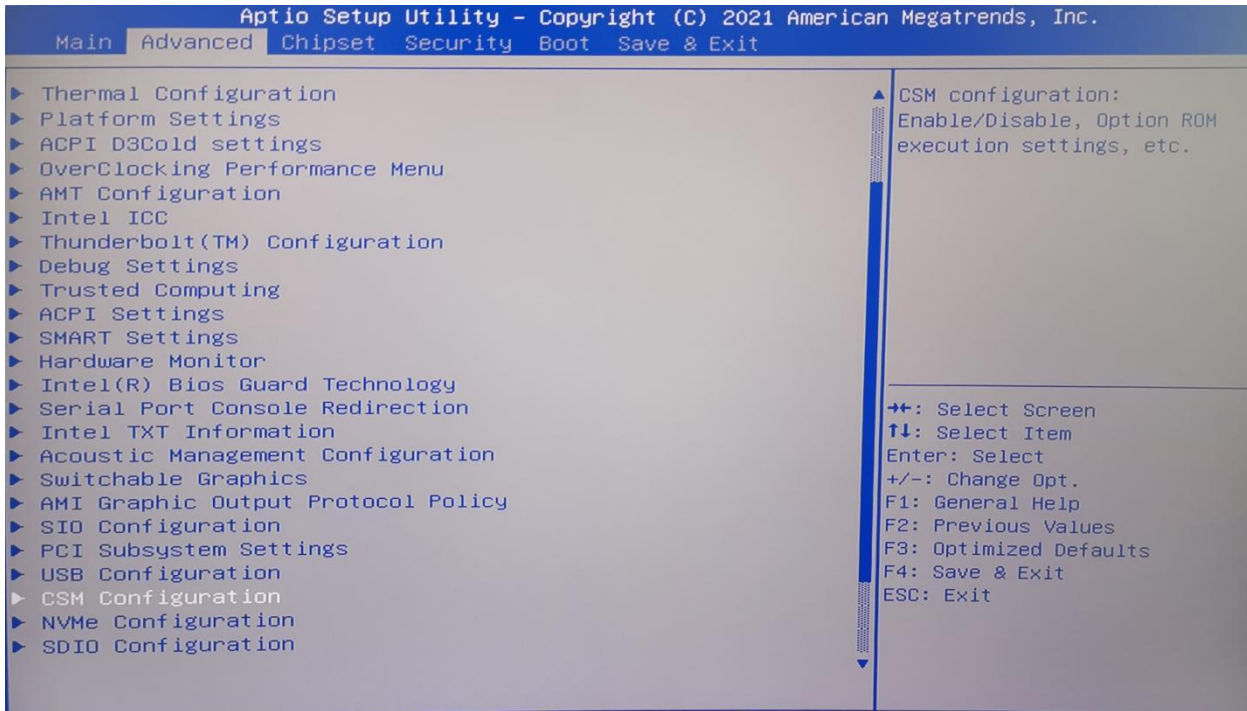 Aptio Setup Utility – Copyright (C) 2021 American Megatrends, Inc.
Main Advanced Chipset Security Boot Save & Exit
Thermal Configuration
Platform Settings
ACPI D3Cold settings
OverClocking Performance Menu
AMT Configuration
Intel ICC
Thunderbolt(TM) Configuration
Debug Settings
Trusted Computing
ACPI Settings
SMART Settings
Hardware Monitor
Intel(R) Bios Guard Technology
Serial Port Console Redirection
Intel TXT Information
Acoustic Management Configuration
Switchable Graphics
AMI Graphic Output Protocol Policy
SIO Configuration
PCI Subsystem Settings
USB Configuration
CSM Configuration
NVMe Configuration
SDIO Configuration
CSM configuration:
Enable/Disable, Option ROM
execution settings, etc.
→←: Select Screen
↑↓: Select Item
Enter: Select
+/-: Change Opt.
F1: General Help
F2: Previous Values
F3: Optimized Defaults
F4: Save & Exit
ESC: Exit